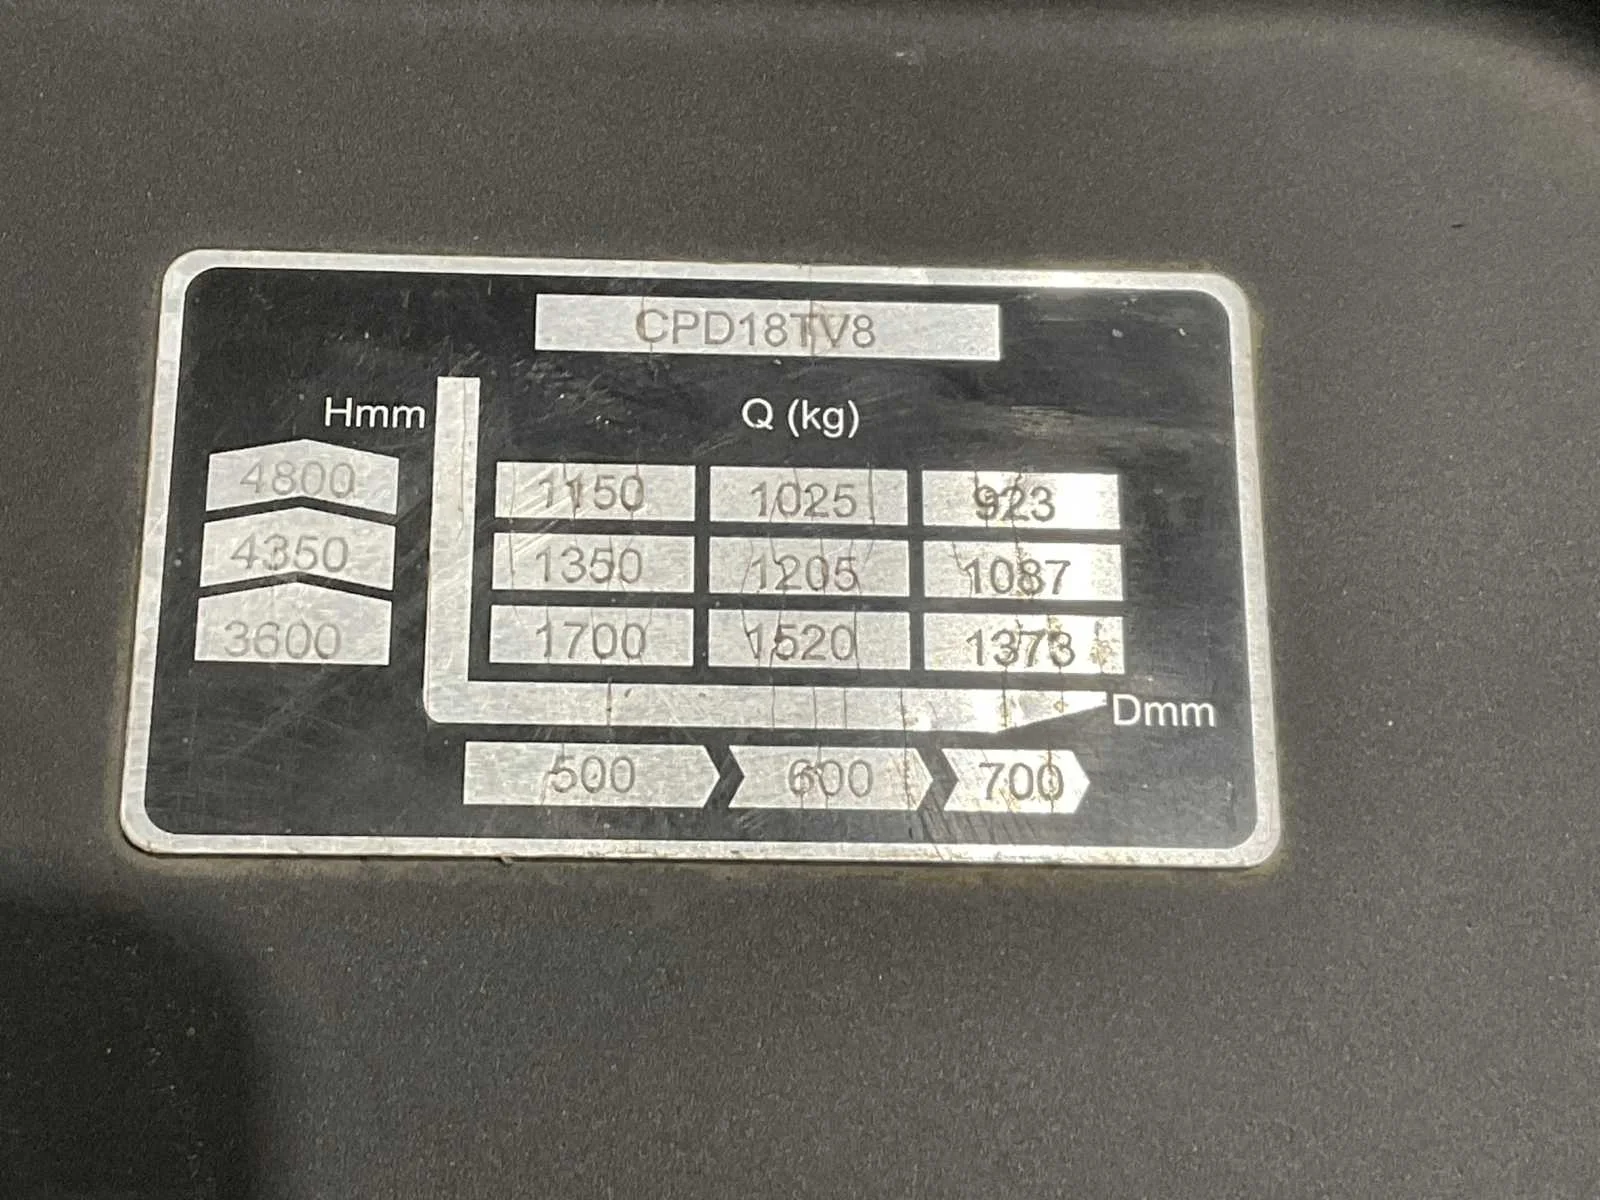 CPD18TV8
Hmm Q (kg)
4800 1150 1025 923
4350 1350 1205 1087
3600 1700 1520 1373
Dmm
500 600 700